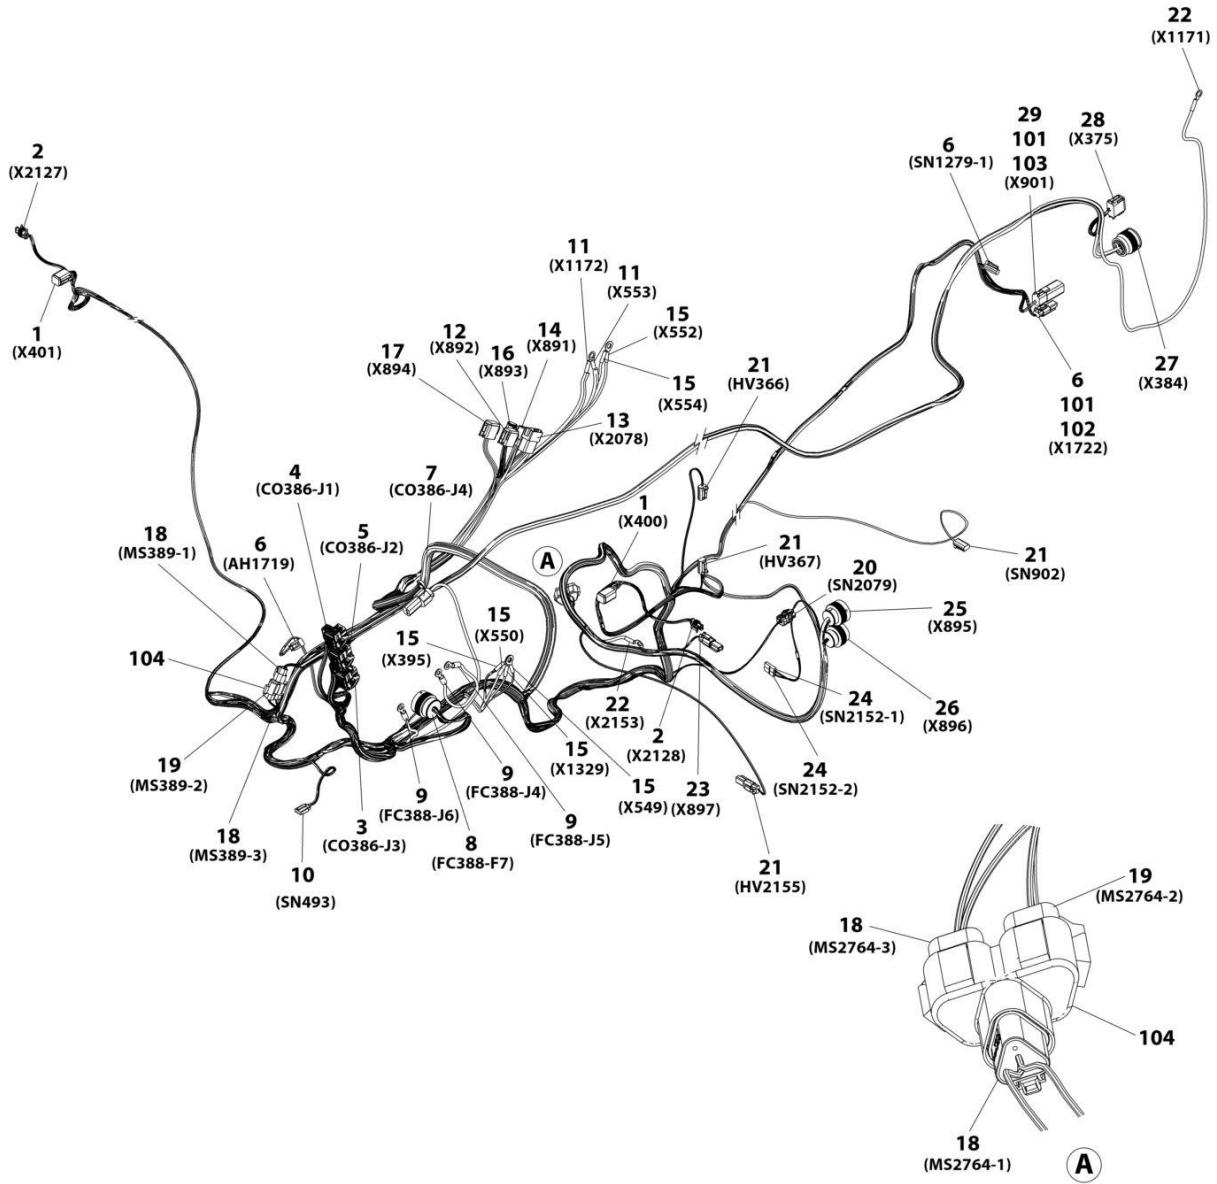 22
(X1171)
29
101
103
(X901)
28
(X375)
6
(SN1279-1)
2
(X2127)
11
(X1172)
11
(X553)
15
(X552)
1
(X401)
12
(X892)
14
(X891)
17
(X894)
16
(X893)
21
(HV366)
15
(X554)
27
(X384)
6
101
102
(X1722)
13
(X2078)
4
(CO386-J1)
7
(CO386-J4)
1
(X400)
18
(MS389-1)
6
(AH1719)
5
(CO386-J2)
A
21
(HV367)
20
(SN2079)
21
(SN902)
25
(X895)
15
(X550)
15
(X395)
104
22
(X2153)
24
(SN2152-1)
26
(X896)
2
(X2128)
15
(X1329)
19
(MS389-2)
9
(FC388-J4)
24
(SN2152-2)
15
(X549)
23
(X897)
9
(FC388-J6)
9
(FC388-J5)
18
(MS389-3)
3
(CO386-J3)
8
(FC388-F7)
10
(SN493)
21
(HV2155)
19
(MS2764-2)
18
(MS2764-3)
104
18
(MS2764-1)
A